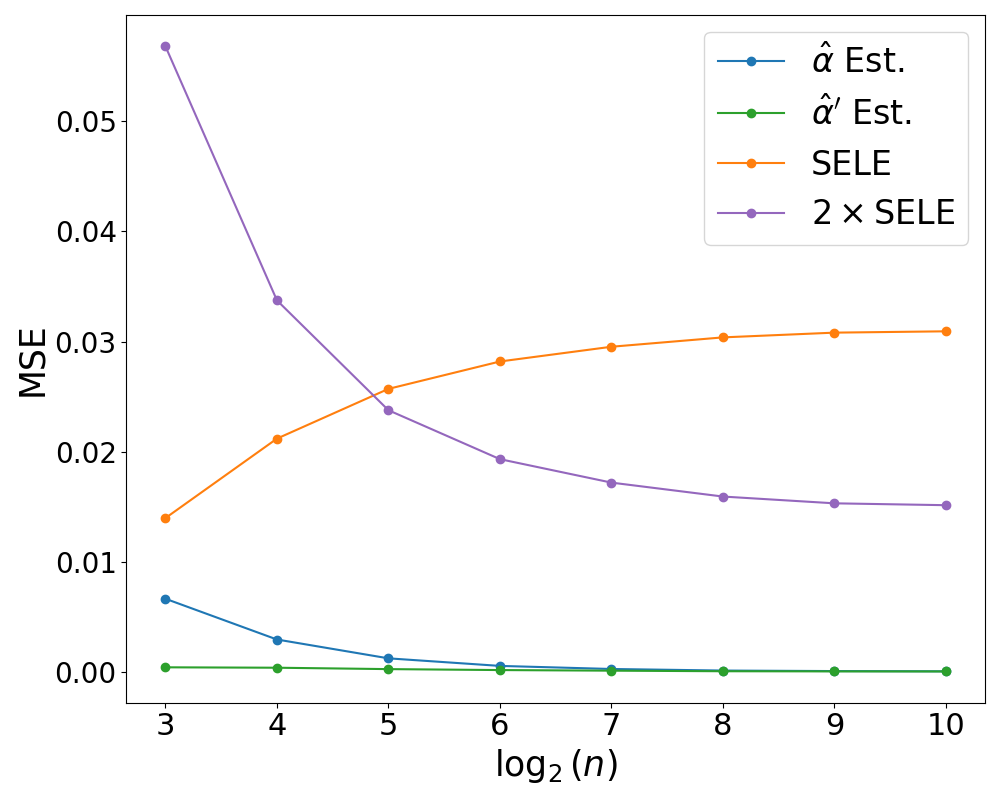 α̂ Est.
α̂′ Est.
SELE
2 × SELE
MSE
0.05
0.04
0.03
0.02
0.01
0.00
3 4 5 6 7 8 9 10
log₂(n)